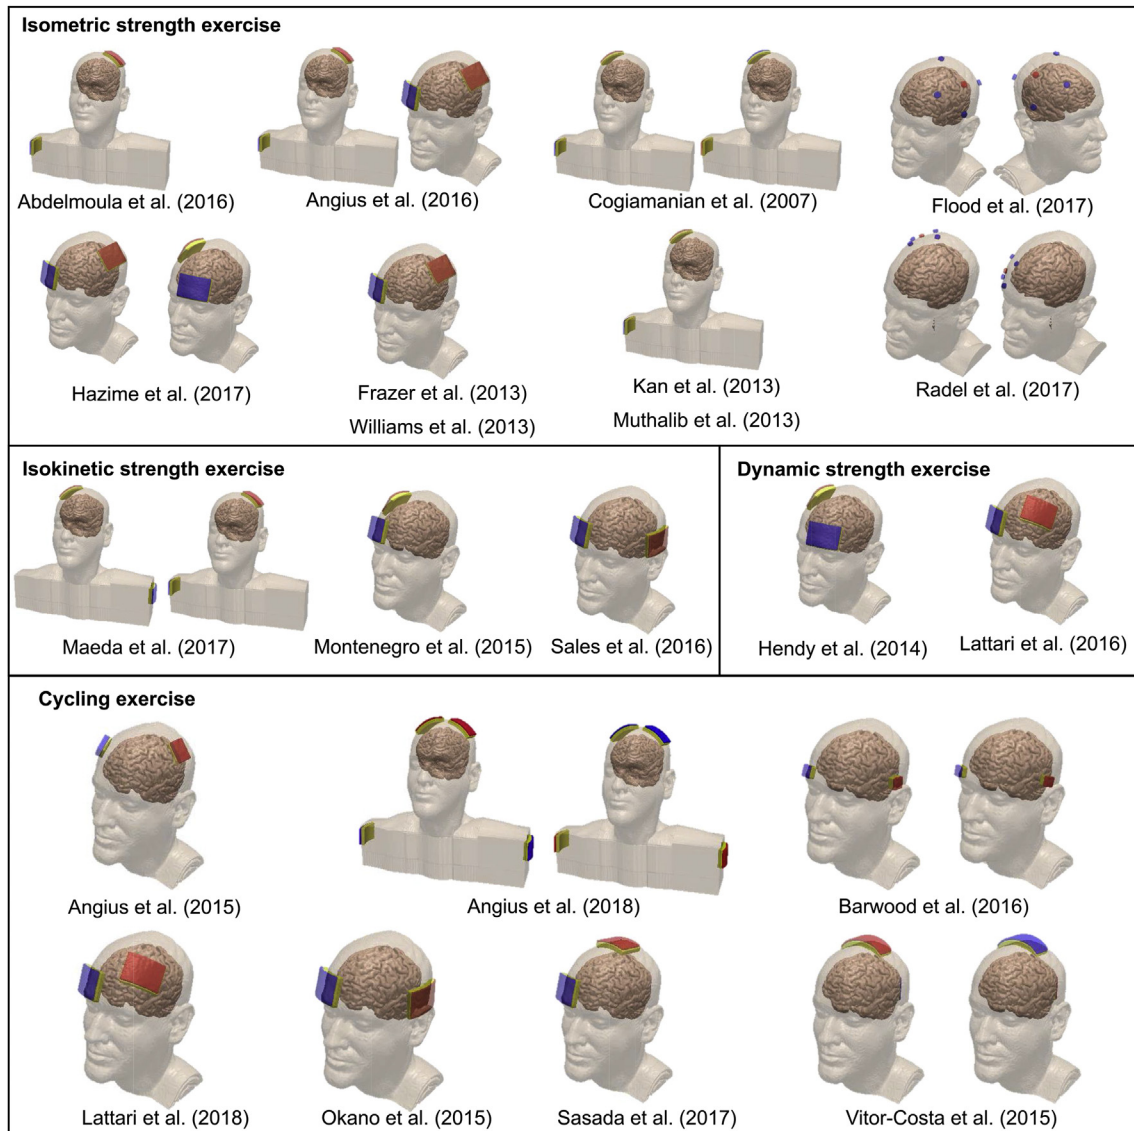 Isometric strength exercise
Abdelmoula et al. (2016)
Angius et al. (2016)
Cogiamanian et al. (2007)
Flood et al. (2017)
Hazime et al. (2017)
Frazer et al. (2013)
Williams et al. (2013)
Kan et al. (2013)
Muthalib et al. (2013)
Radel et al. (2017)
Isokinetic strength exercise
Maeda et al. (2017)
Montenegro et al. (2015)
Sales et al. (2016)
Dynamic strength exercise
Hendy et al. (2014)
Lattari et al. (2016)
Cycling exercise
Angius et al. (2015)
Angius et al. (2018)
Barwood et al. (2016)
Lattari et al. (2018)
Okano et al. (2015)
Sasada et al. (2017)
Vitor-Costa et al. (2015)